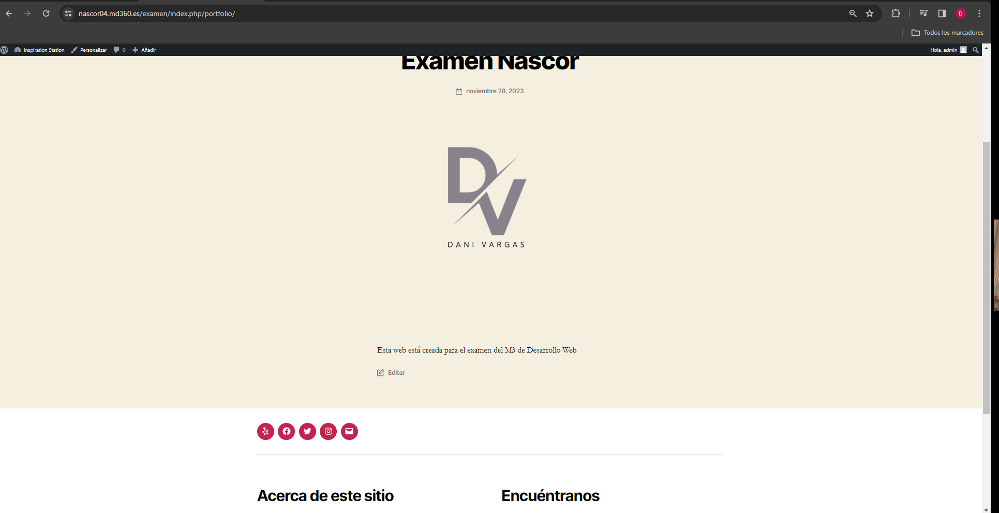 nascor04.md360.es/examen/index.php/portfolio/
D
Todos los marcadores
Inspiration Station Personalizar 0 Añadir Hola, admin
Examen Nascor
noviembre 28, 2023
DV
DANI VARGAS
Esta web está creada para el examen del M3 de Desarrollo Web
Editar
Acerca de este sitio Encuéntranos